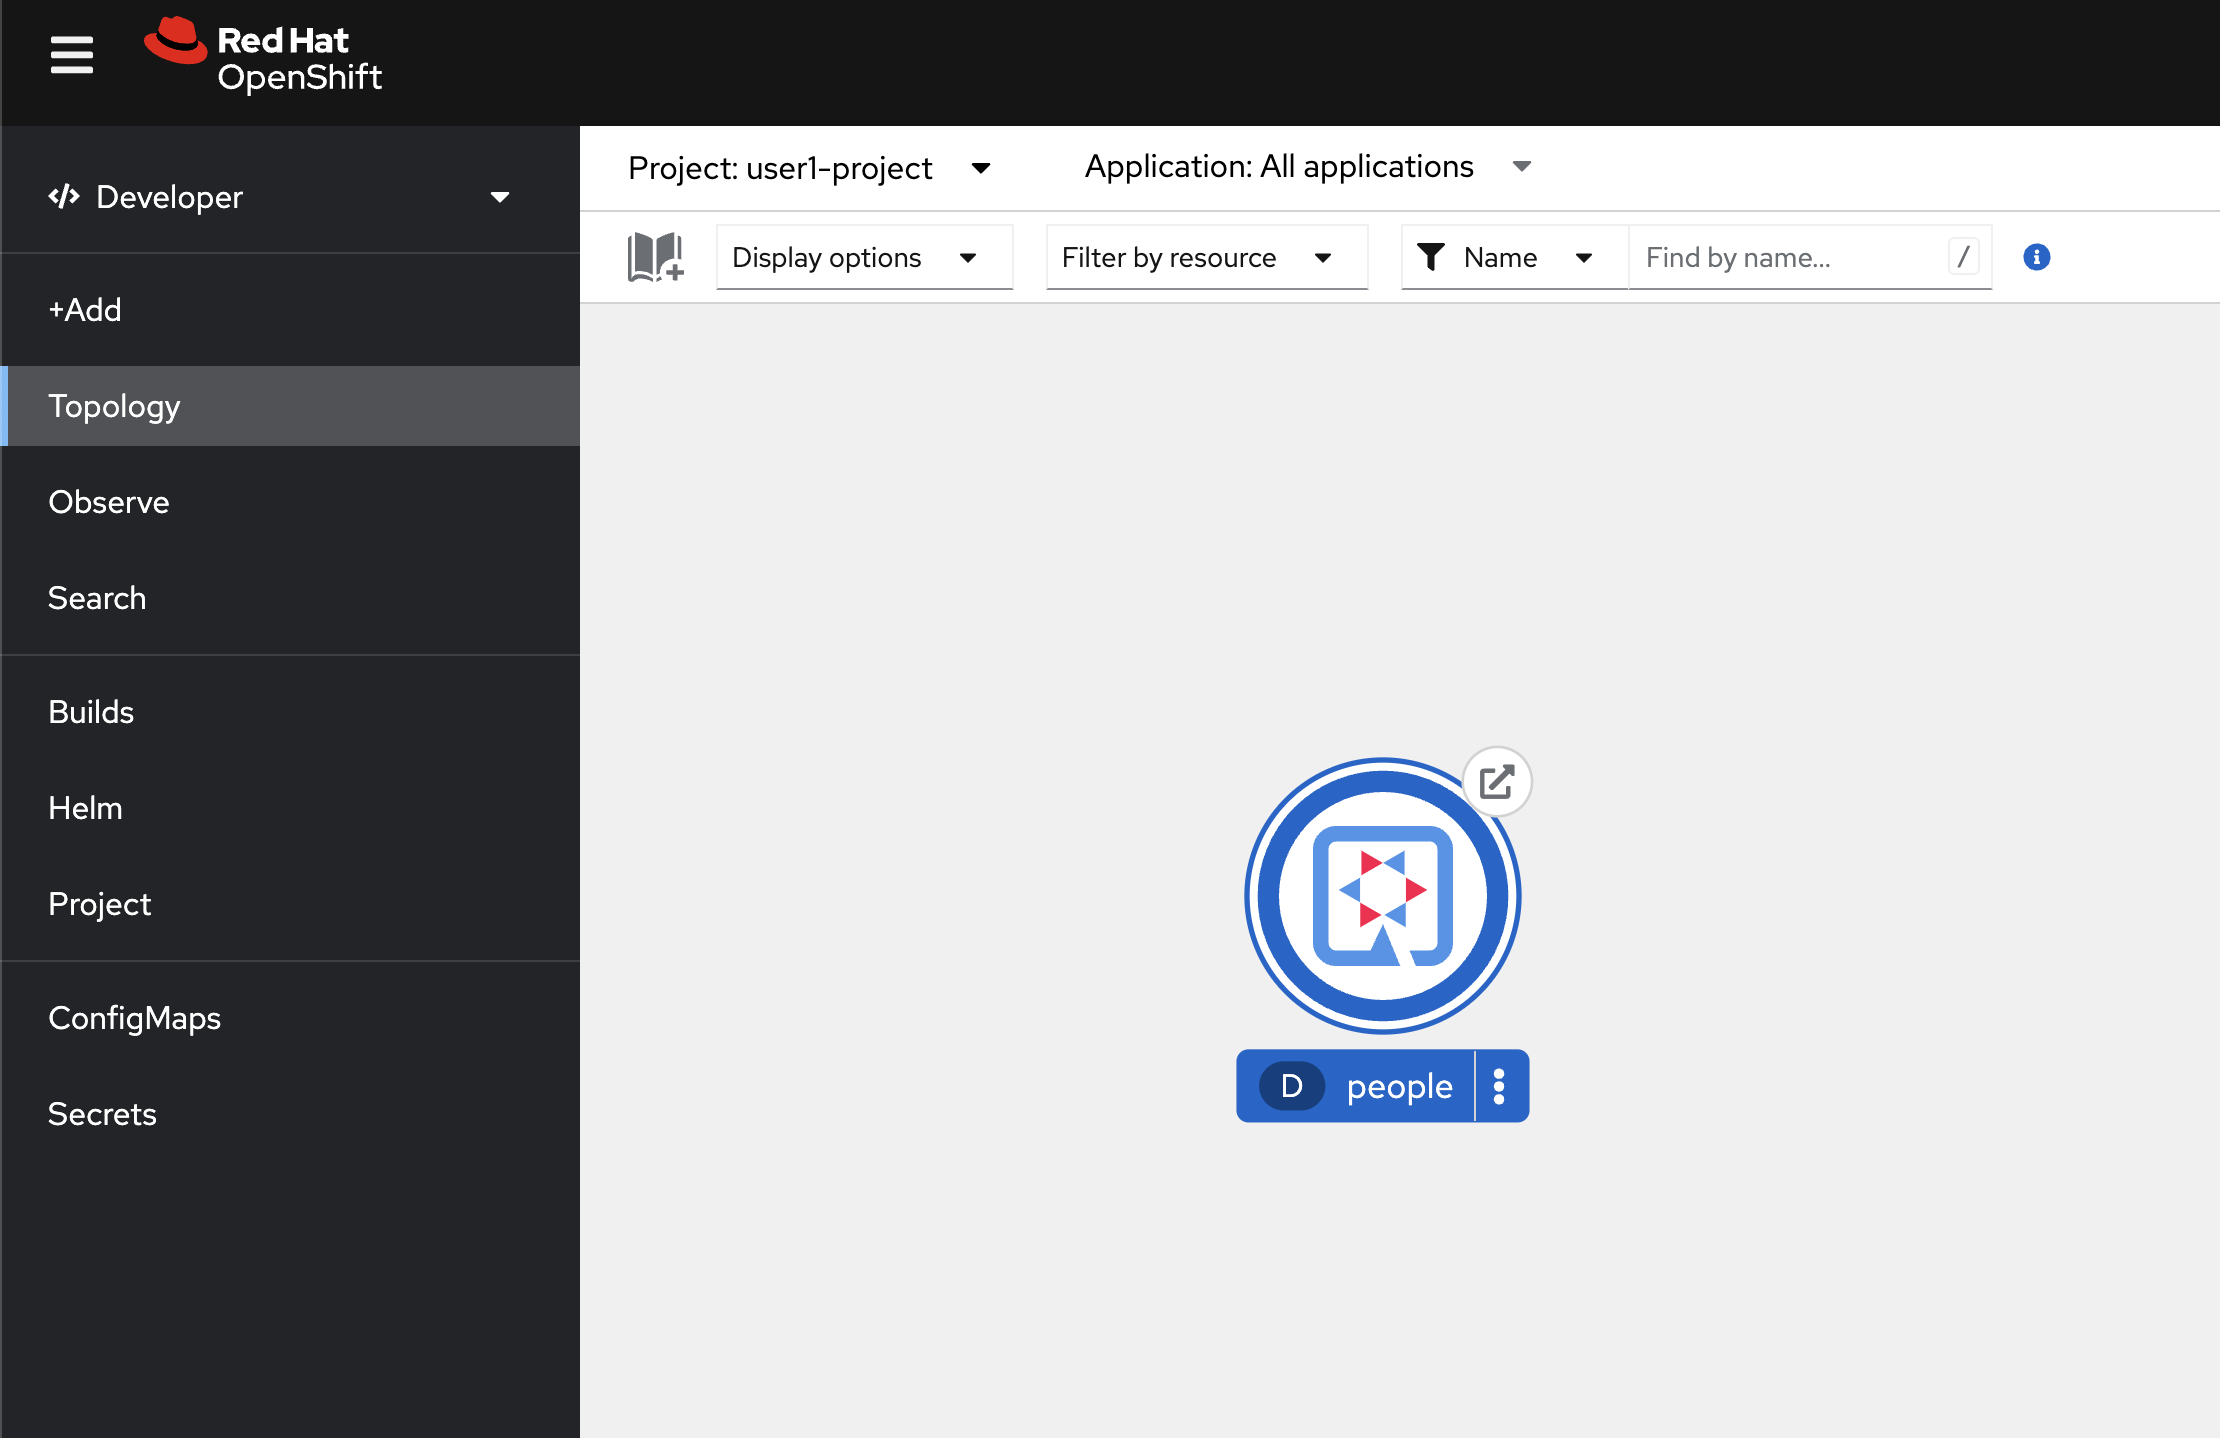 Red Hat
OpenShift
Developer
+Add
Topology
Observe
Search
Builds
Helm
Project
ConfigMaps
Secrets
Project: user1-project
Application: All applications
Display options
Filter by resource
Name
Find by name...
/
D people